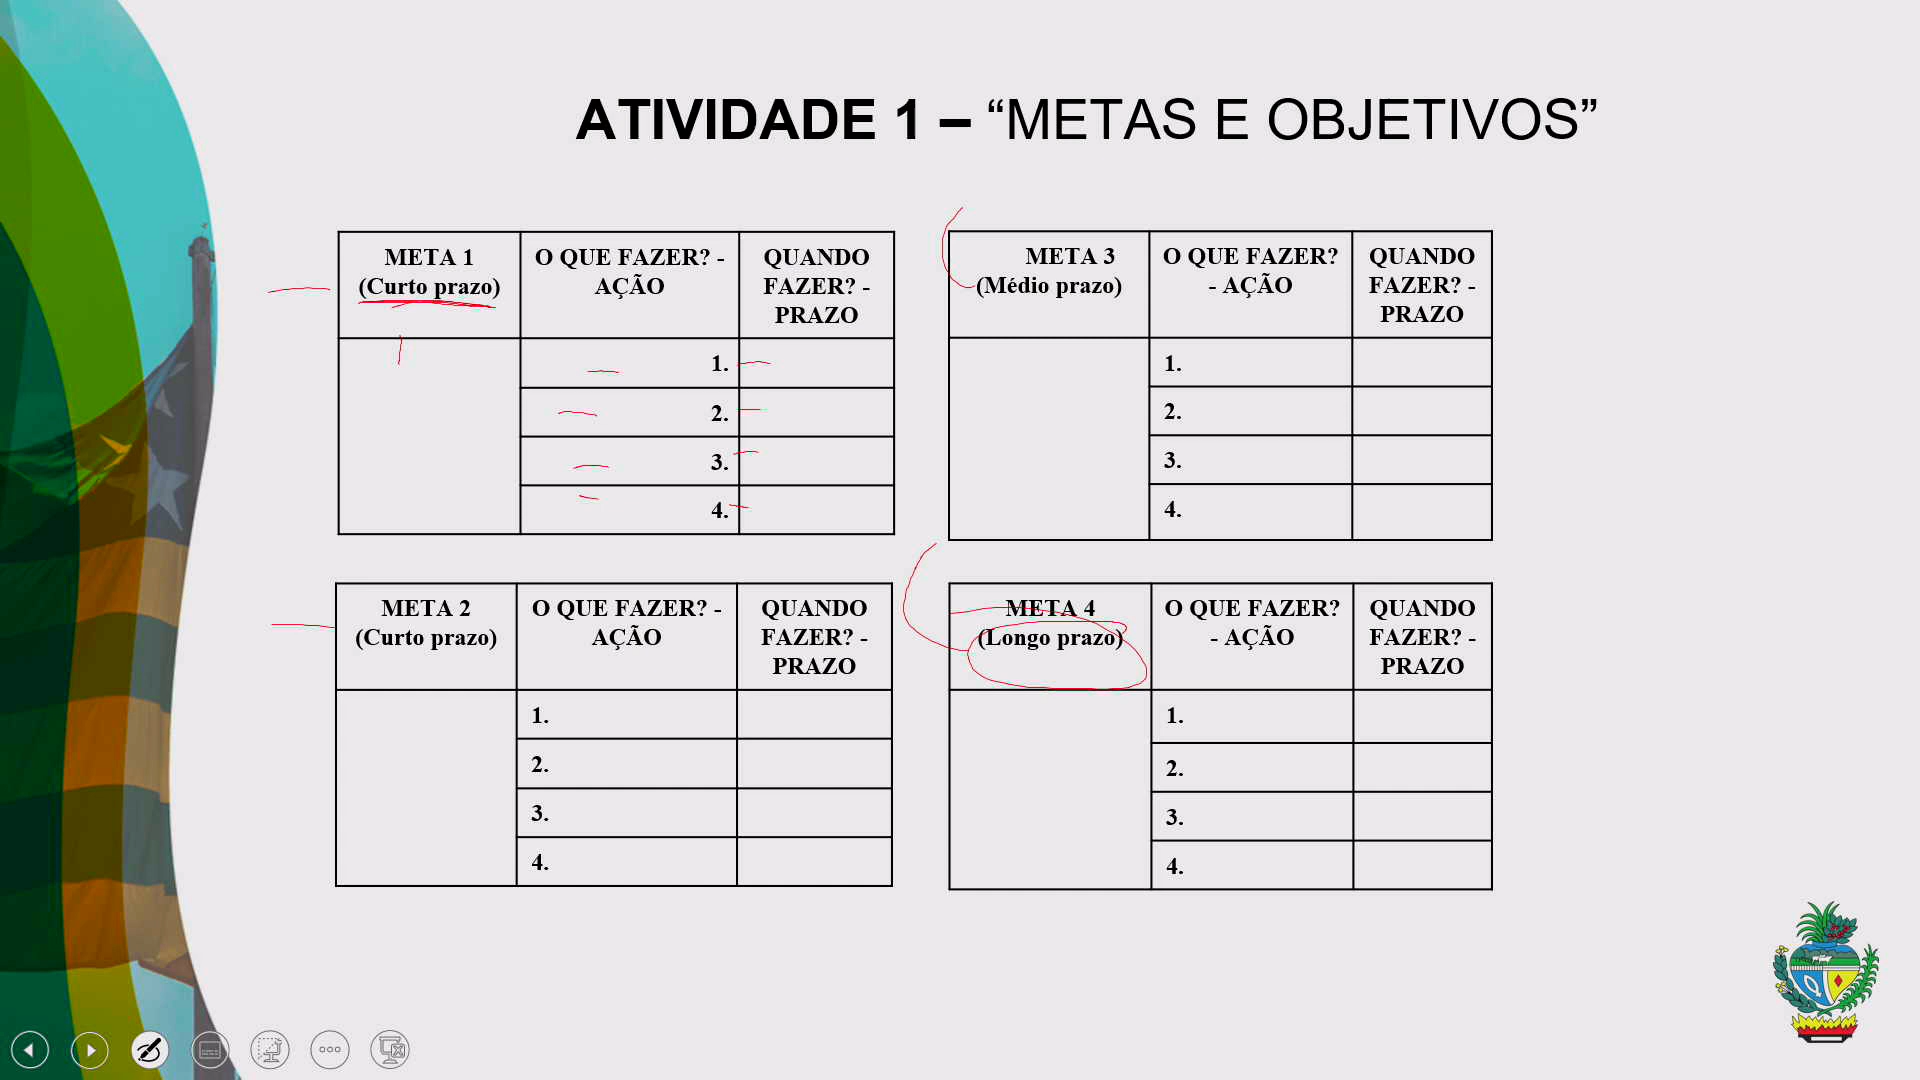 ATIVIDADE 1 – “METAS E OBJETIVOS”
META 1
(Curto prazo)
O QUE FAZER? -
AÇÃO
QUANDO
FAZER? -
PRAZO
1.
2.
3.
4.
META 3
(Médio prazo)
O QUE FAZER?
- AÇÃO
QUANDO
FAZER? -
PRAZO
1.
2.
3.
4.
META 2
(Curto prazo)
O QUE FAZER? -
AÇÃO
QUANDO
FAZER? -
PRAZO
1.
2.
3.
4.
META 4
(Longo prazo)
O QUE FAZER?
- AÇÃO
QUANDO
FAZER? -
PRAZO
1.
2.
3.
4.